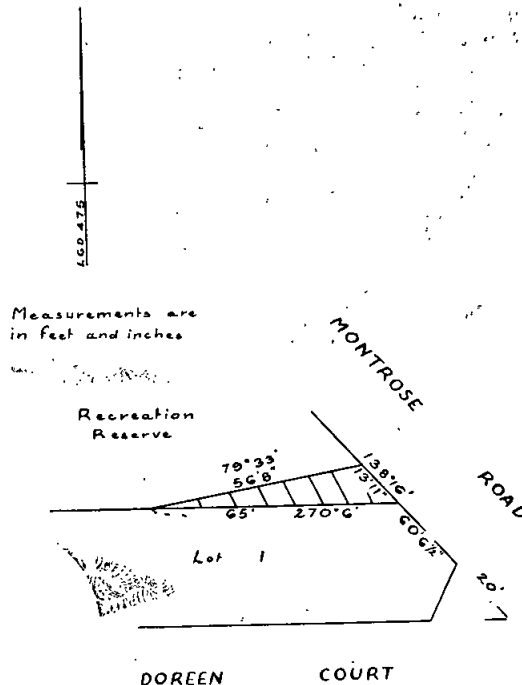 LGD 475
Measurements are
in feet and inches
MONTROSE
ROAD
Recreation
Reserve
79°33'
56'8"
138°16'
13'11"
65'
270°6'
60'6½"
Lot 1
20'
DOREEN COURT